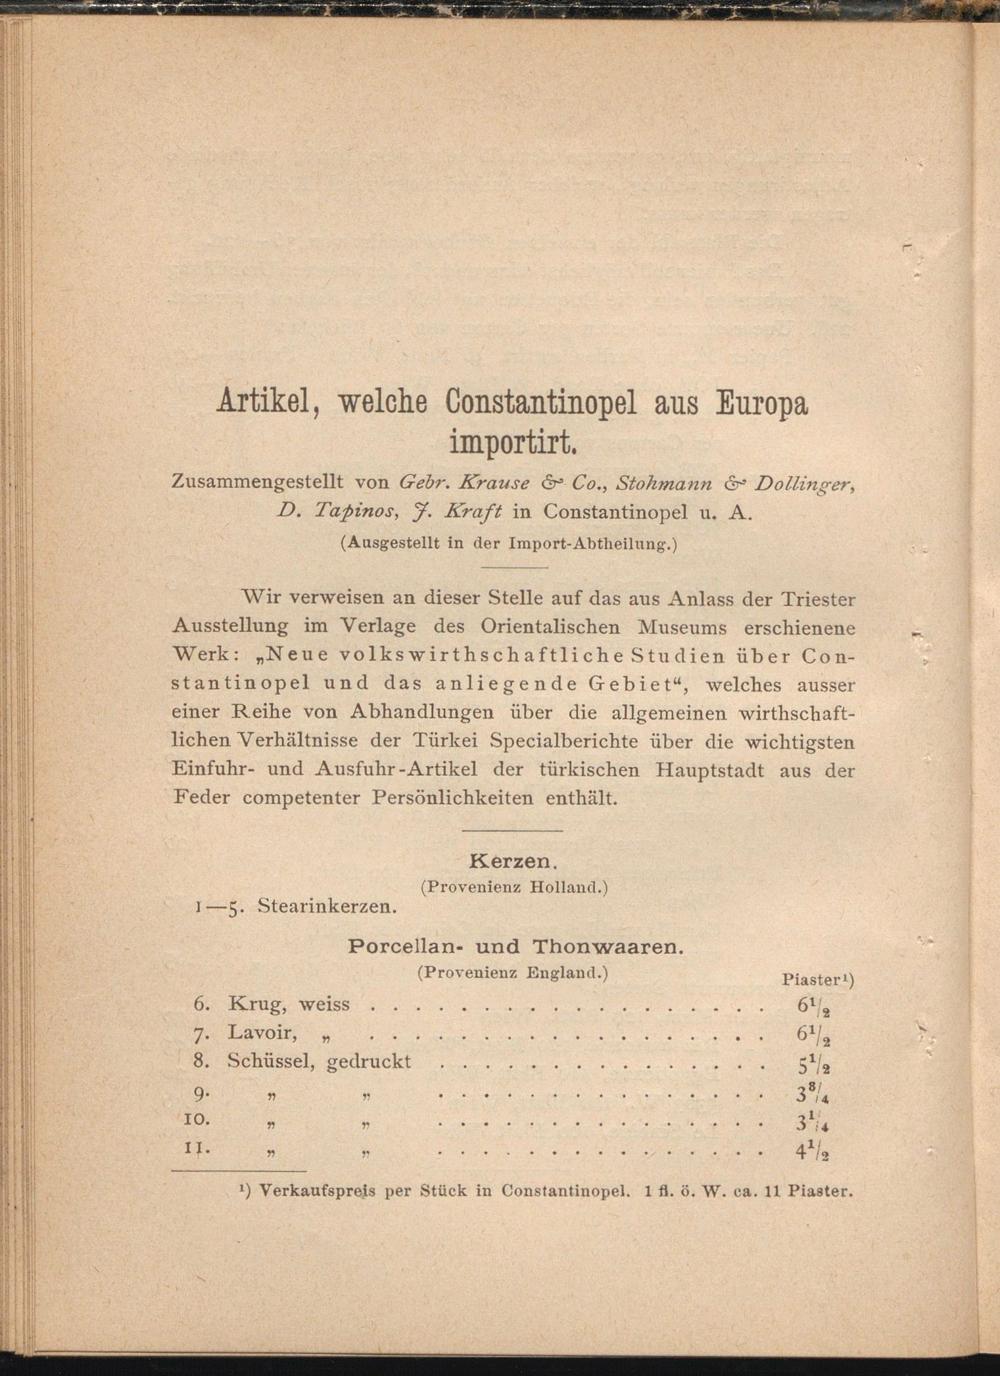 Artikel, welche Constantinopel aus Europa
importirt.
Zusammengestellt von Gebr. Krause & Co., Stohmann & Dollinger,
D. Tapinos, J. Kraft in Constantinopel u. A.
(Ausgestellt in der Import-Abtheilung.)
Wir verweisen an dieser Stelle auf das aus Anlass der Triester
Ausstellung im Verlage des Orientalischen Museums erschienene
Werk: „Neue volkswirthschaftliche Studien über Con-
stantinopel und das anliegende Gebiet“, welches ausser
einer Reihe von Abhandlungen über die allgemeinen wirthschaft-
lichen Verhältnisse der Türkei Specialberichte über die wichtigsten
Einfuhr- und Ausfuhr-Artikel der türkischen Hauptstadt aus der
Feder competenter Persönlichkeiten enthält.
Kerzen.
(Provenienz Holland.)
1—5. Stearinkerzen.
Porcellan- und Thonwaaren.
(Provenienz England.)
Piaster¹)
6. Krug, weiss . . . . . . . . . . . . . . . . . . 6¹/₂
7. Lavoir, „ . . . . . . . . . . . . . . . . . . 6¹/₂
8. Schüssel, gedruckt . . . . . . . . . . . . . . . 5¹/₂
9. „ „ . . . . . . . . . . . . . . . 3³/₄
10. „ „ . . . . . . . . . . . . . . . 3¹/₄
11. „ „ . . . . . . . . . . . . . . . 4¹/₂
¹) Verkaufspreis per Stück in Constantinopel. 1 fl. ö. W. ca. 11 Piaster.